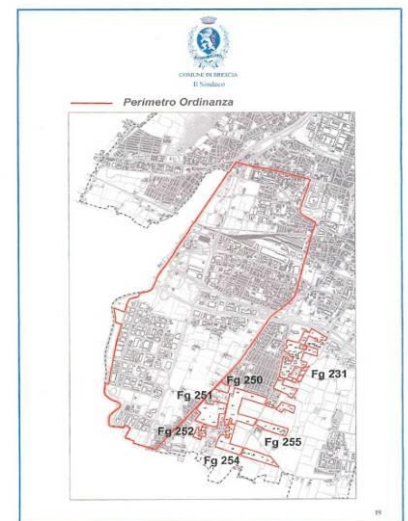 COMUNE DI BRESCIA
Il Sindaco
Perimetro Ordinanza
Fg 250
Fg 231
Fg 251
Fg 252
Fg 255
Fg 254